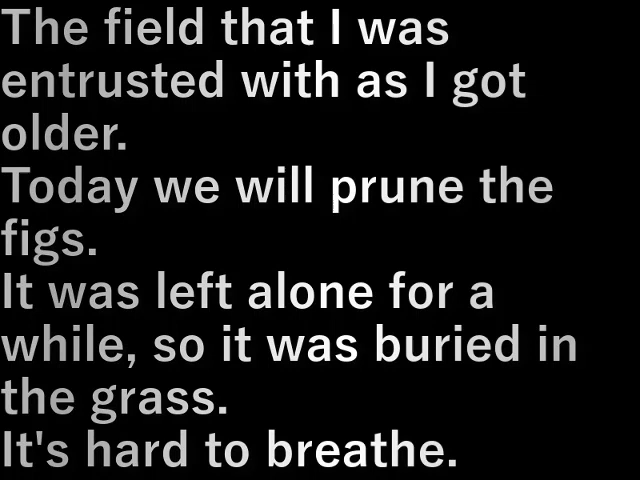 The field that I was
entrusted with as I got
older.
Today we will prune the
figs.
It was left alone for a
while, so it was buried in
the grass.
It's hard to breathe.